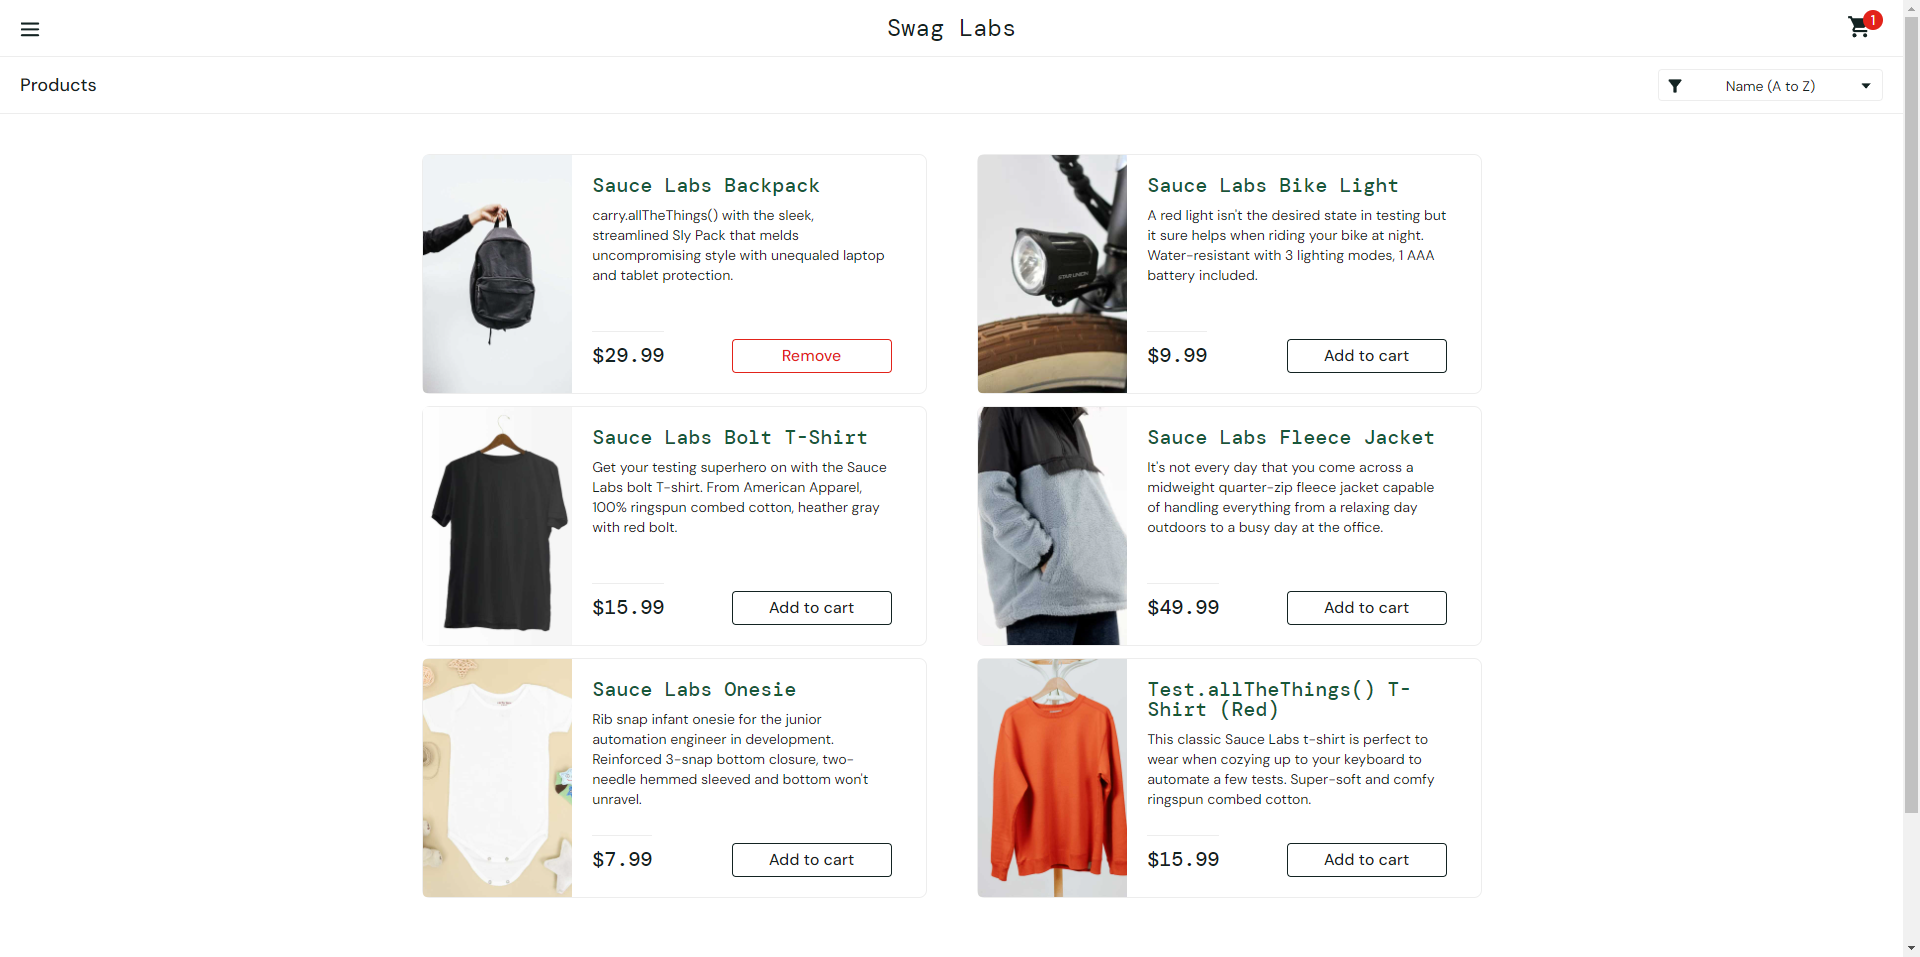 Swag Labs
1
Products
Name (A to Z)
Sauce Labs Backpack
carry.allTheThings() with the sleek,
streamlined Sly Pack that melds
uncompromising style with unequaled laptop
and tablet protection.
$29.99
Remove
Sauce Labs Bike Light
A red light isn't the desired state in testing but
it sure helps when riding your bike at night.
Water-resistant with 3 lighting modes, 1 AAA
battery included.
STAR UNION
$9.99
Add to cart
Sauce Labs Bolt T-Shirt
Get your testing superhero on with the Sauce
Labs bolt T-shirt. From American Apparel,
100% ringspun combed cotton, heather gray
with red bolt.
$15.99
Add to cart
Sauce Labs Fleece Jacket
It's not every day that you come across a
midweight quarter-zip fleece jacket capable
of handling everything from a relaxing day
outdoors to a busy day at the office.
$49.99
Add to cart
Sauce Labs Onesie
Rib snap infant onesie for the junior
automation engineer in development.
Reinforced 3-snap bottom closure, two-
needle hemmed sleeved and bottom won't
unravel.
$7.99
Add to cart
Test.allTheThings() T-
Shirt (Red)
This classic Sauce Labs t-shirt is perfect to
wear when cozying up to your keyboard to
automate a few tests. Super-soft and comfy
ringspun combed cotton.
$15.99
Add to cart